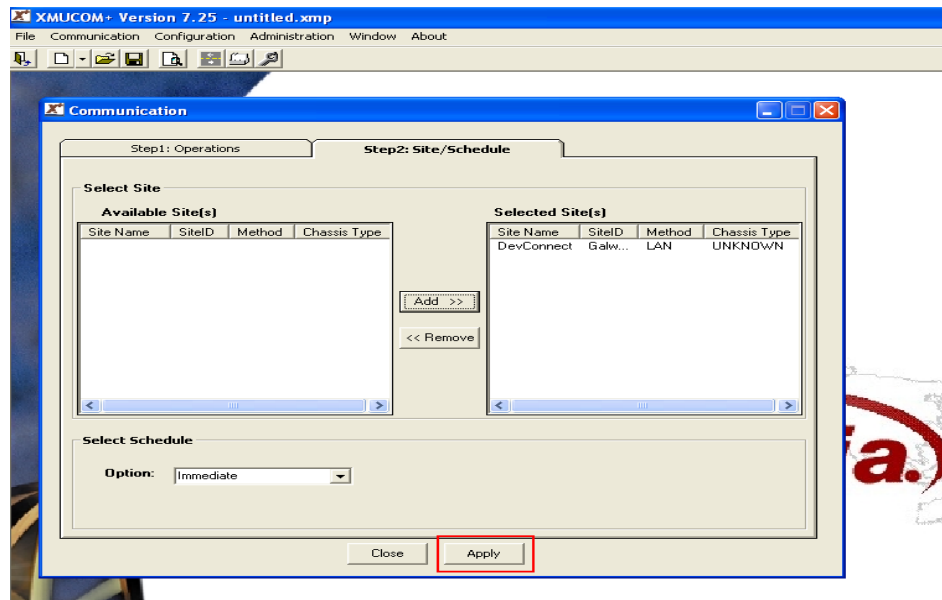 XMUCOM+ Version 7.25 - untitled.xmp
File Communication Configuration Administration Window About
Communication
Step1: Operations Step2: Site/Schedule
Select Site
Available Site(s) Selected Site(s)
Site Name SiteID Method Chassis Type Site Name SiteID Method Chassis Type
DevConnect Galw... LAN UNKNOWN
Add >>
<< Remove
Select Schedule
Option: Immediate
Close Apply
a.